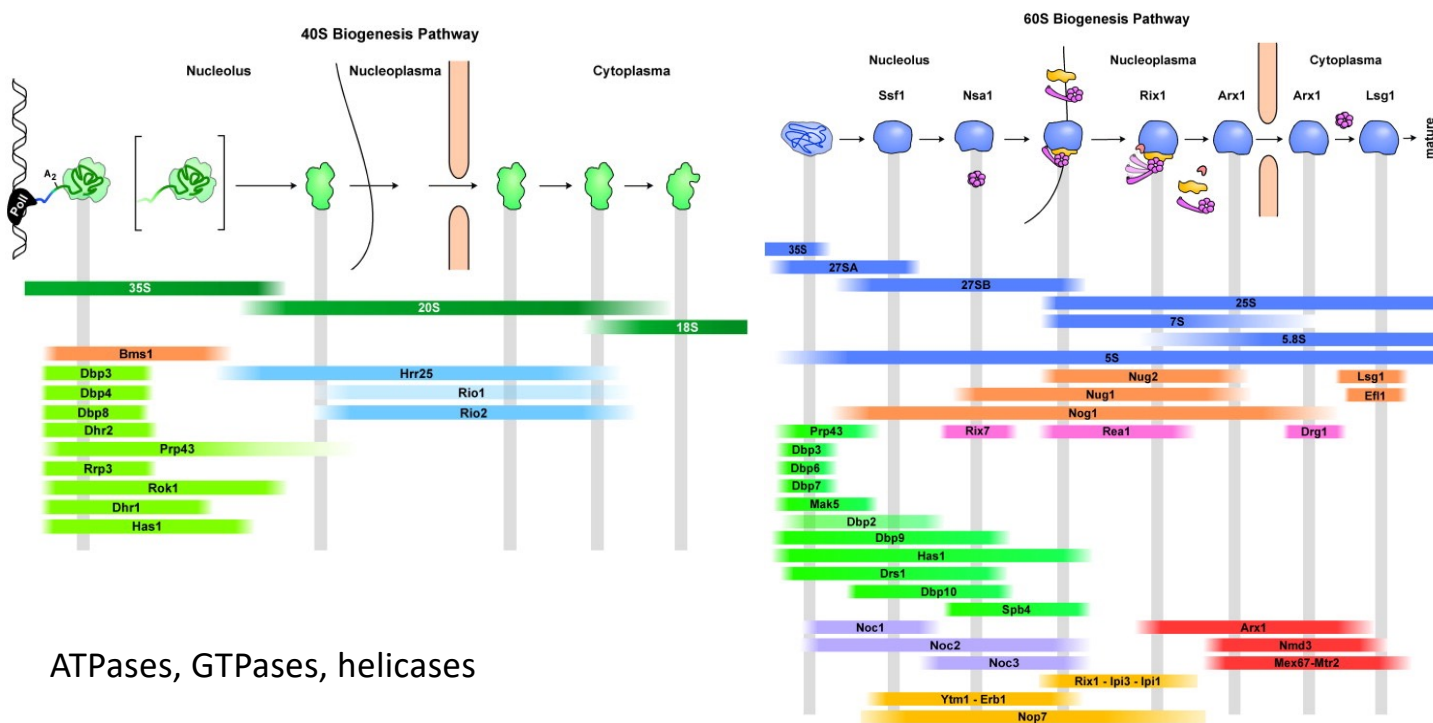 40S Biogenesis Pathway
Nucleolus
Nucleoplasma
Cytoplasma
A2
PolI
35S
20S
18S
Bms1
Dbp3
Hrr25
Dbp4
Rio1
Dbp8
Rio2
Dhr2
Prp43
Rrp3
Rok1
Dhr1
Has1
ATPases, GTPases, helicases
60S Biogenesis Pathway
Nucleolus
Nucleoplasma
Cytoplasma
Ssf1
Nsa1
Rix1
Arx1
Arx1
Lsg1
mature
35S
27SA
27SB
25S
7S
5.8S
5S
Nug2
Lsg1
Nug1
Efl1
Nog1
Prp43
Rix7
Rea1
Drg1
Dbp3
Dbp6
Dbp7
Mak5
Dbp2
Dbp9
Has1
Drs1
Dbp10
Spb4
Noc1
Arx1
Noc2
Nmd3
Noc3
Mex67-Mtr2
Rix1 - Ipi3 - Ipi1
Ytm1 - Erb1
Nop7